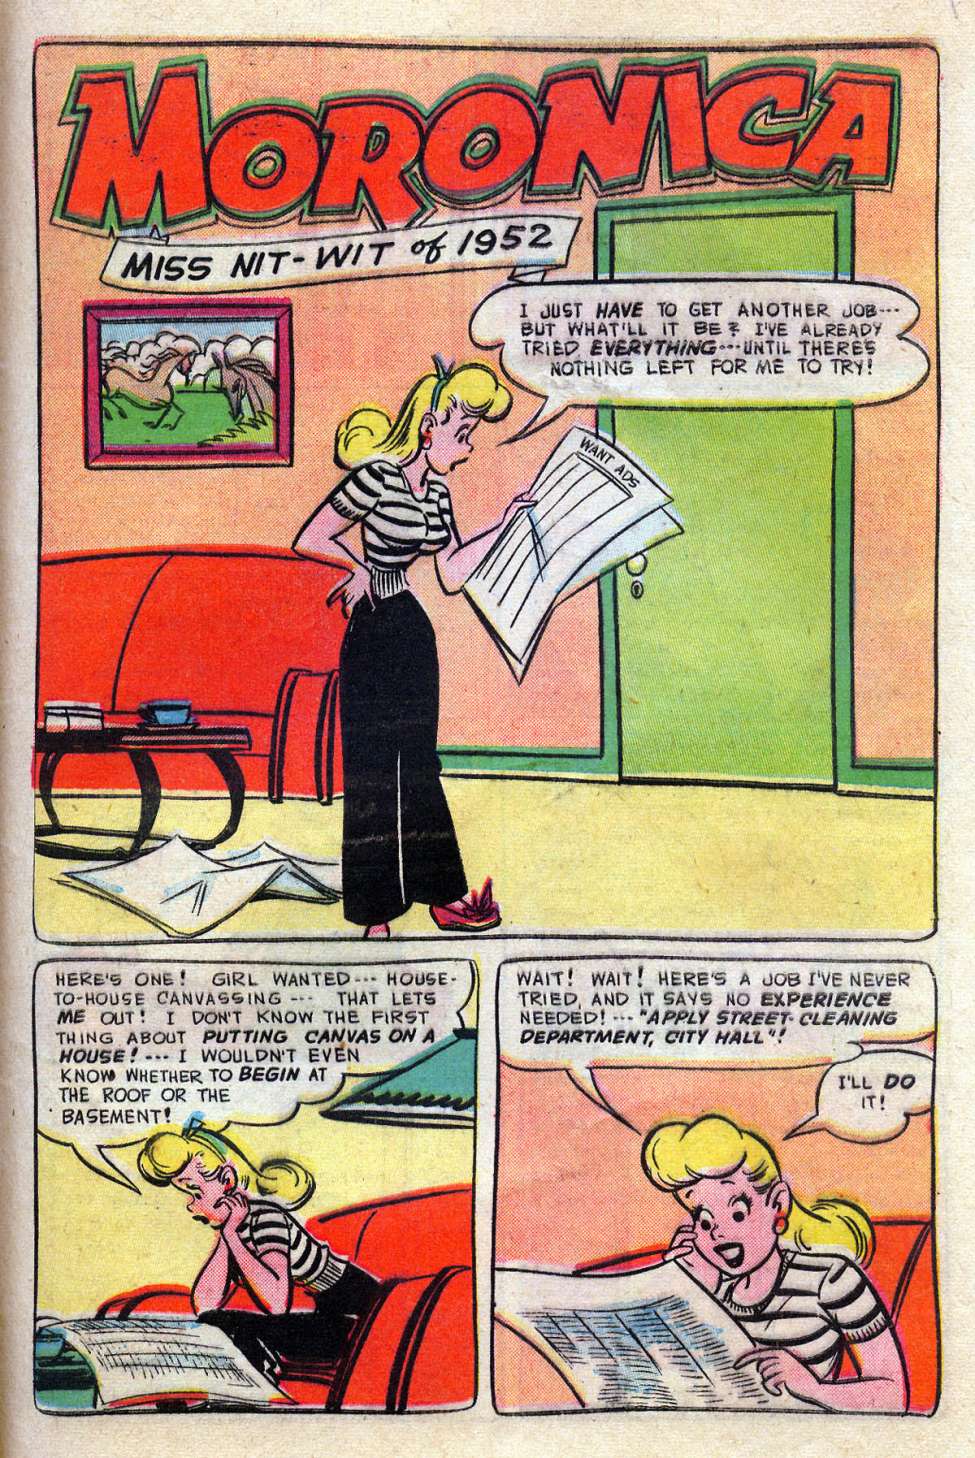 MORONICA
MISS NIT-WIT of 1952
I JUST HAVE TO GET ANOTHER JOB---
BUT WHAT'LL IT BE? I'VE ALREADY
TRIED EVERYTHING---UNTIL THERE'S
NOTHING LEFT FOR ME TO TRY!
WANT ADS
HERE'S ONE! GIRL WANTED--- HOUSE-
TO-HOUSE CANVASSING --- THAT LETS
ME OUT! I DON'T KNOW THE FIRST
THING ABOUT PUTTING CANVAS ON A
HOUSE! --- I WOULDN'T EVEN
KNOW WHETHER TO BEGIN AT
THE ROOF OR THE
BASEMENT!
WAIT! WAIT! HERE'S A JOB I'VE NEVER
TRIED, AND IT SAYS NO EXPERIENCE
NEEDED! --- "APPLY STREET-CLEANING
DEPARTMENT, CITY HALL"!
I'LL DO
IT!